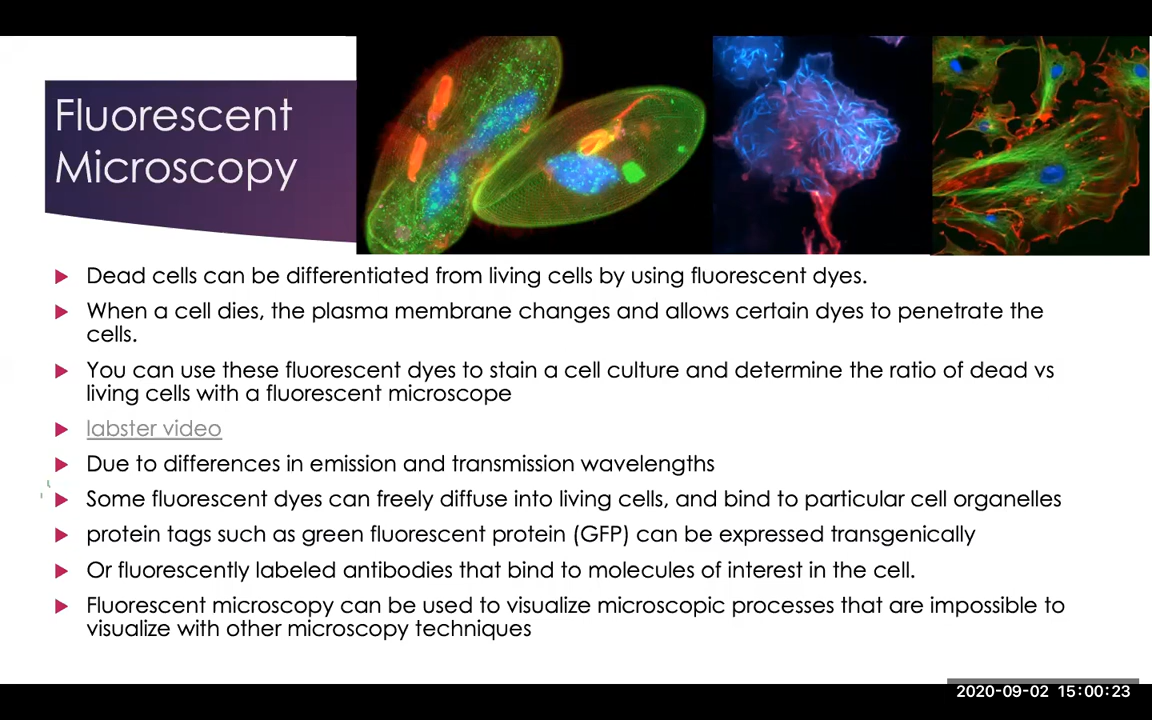 Fluorescent
Microscopy
Dead cells can be differentiated from living cells by using fluorescent dyes.
When a cell dies, the plasma membrane changes and allows certain dyes to penetrate the
cells.
You can use these fluorescent dyes to stain a cell culture and determine the ratio of dead vs
living cells with a fluorescent microscope
labster video
Due to differences in emission and transmission wavelengths
Some fluorescent dyes can freely diffuse into living cells, and bind to particular cell organelles
protein tags such as green fluorescent protein (GFP) can be expressed transgenically
Or fluorescently labeled antibodies that bind to molecules of interest in the cell.
Fluorescent microscopy can be used to visualize microscopic processes that are impossible to
visualize with other microscopy techniques
2020-09-02 15:00:23